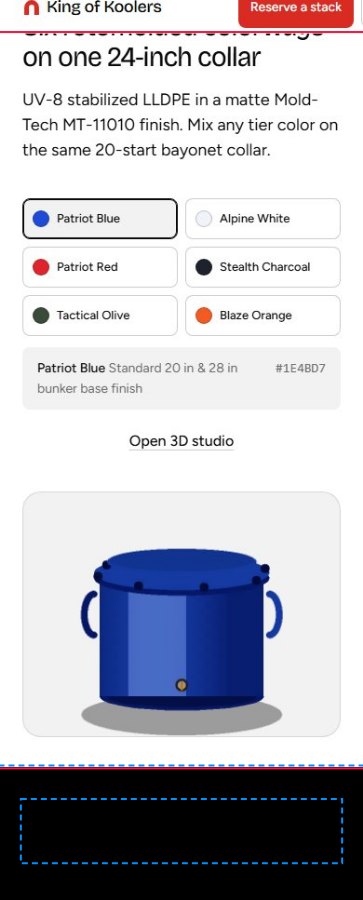 King of Koolers
Reserve a stack
Six rotomolded colorways
on one 24-inch collar
UV-8 stabilized LLDPE in a matte Mold-
Tech MT-11010 finish. Mix any tier color on
the same 20-start bayonet collar.
Patriot Blue
Alpine White
Patriot Red
Stealth Charcoal
Tactical Olive
Blaze Orange
Patriot Blue Standard 20 in & 28 in #1E4BD7
bunker base finish
Open 3D studio